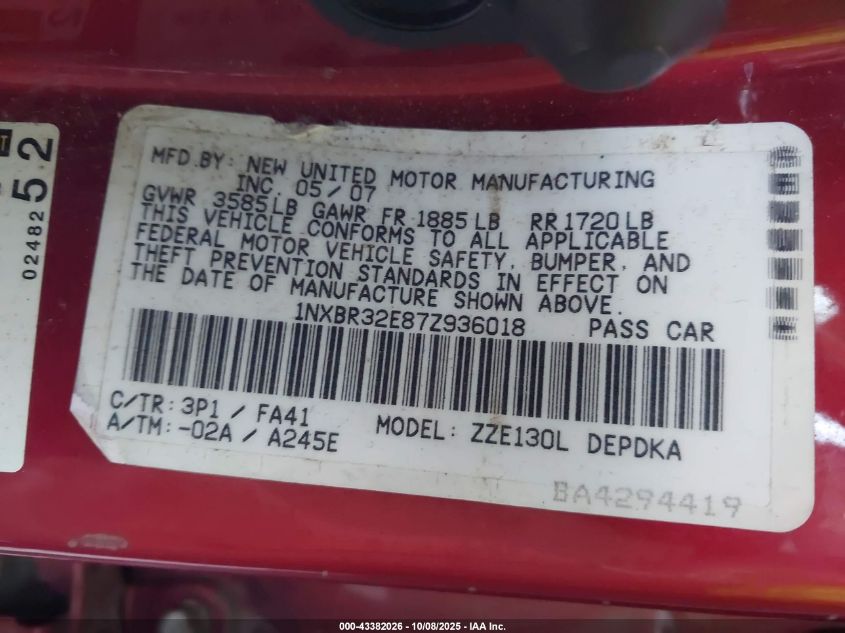 MFD.BY: NEW UNITED MOTOR MANUFACTURING
INC. 05/07
GVWR 3585LB GAWR FR 1885LB RR 1720LB
THIS VEHICLE CONFORMS TO ALL APPLICABLE
FEDERAL MOTOR VEHICLE SAFETY, BUMPER, AND
THEFT PREVENTION STANDARDS IN EFFECT ON
THE DATE OF MANUFACTURE SHOWN ABOVE.
1NXBR32E87Z936018 PASS CAR
C/TR: 3P1 / FA41
A/TM: -02A / A245E
MODEL: ZZE130L DEPDKA
BA4294419
52
02482
000-43382026 - 10/08/2025 - IAA Inc.